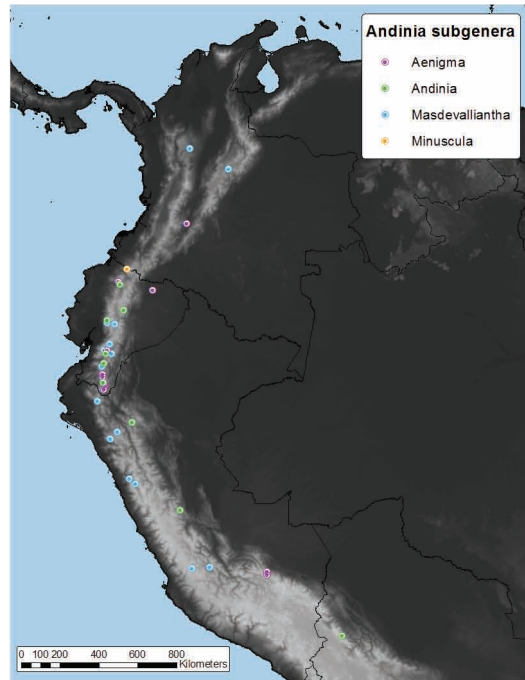 Andinia subgenera
Aenigma
Andinia
Masdevalliantha
Minuscula
0 100 200 400 600 800
Kilometers